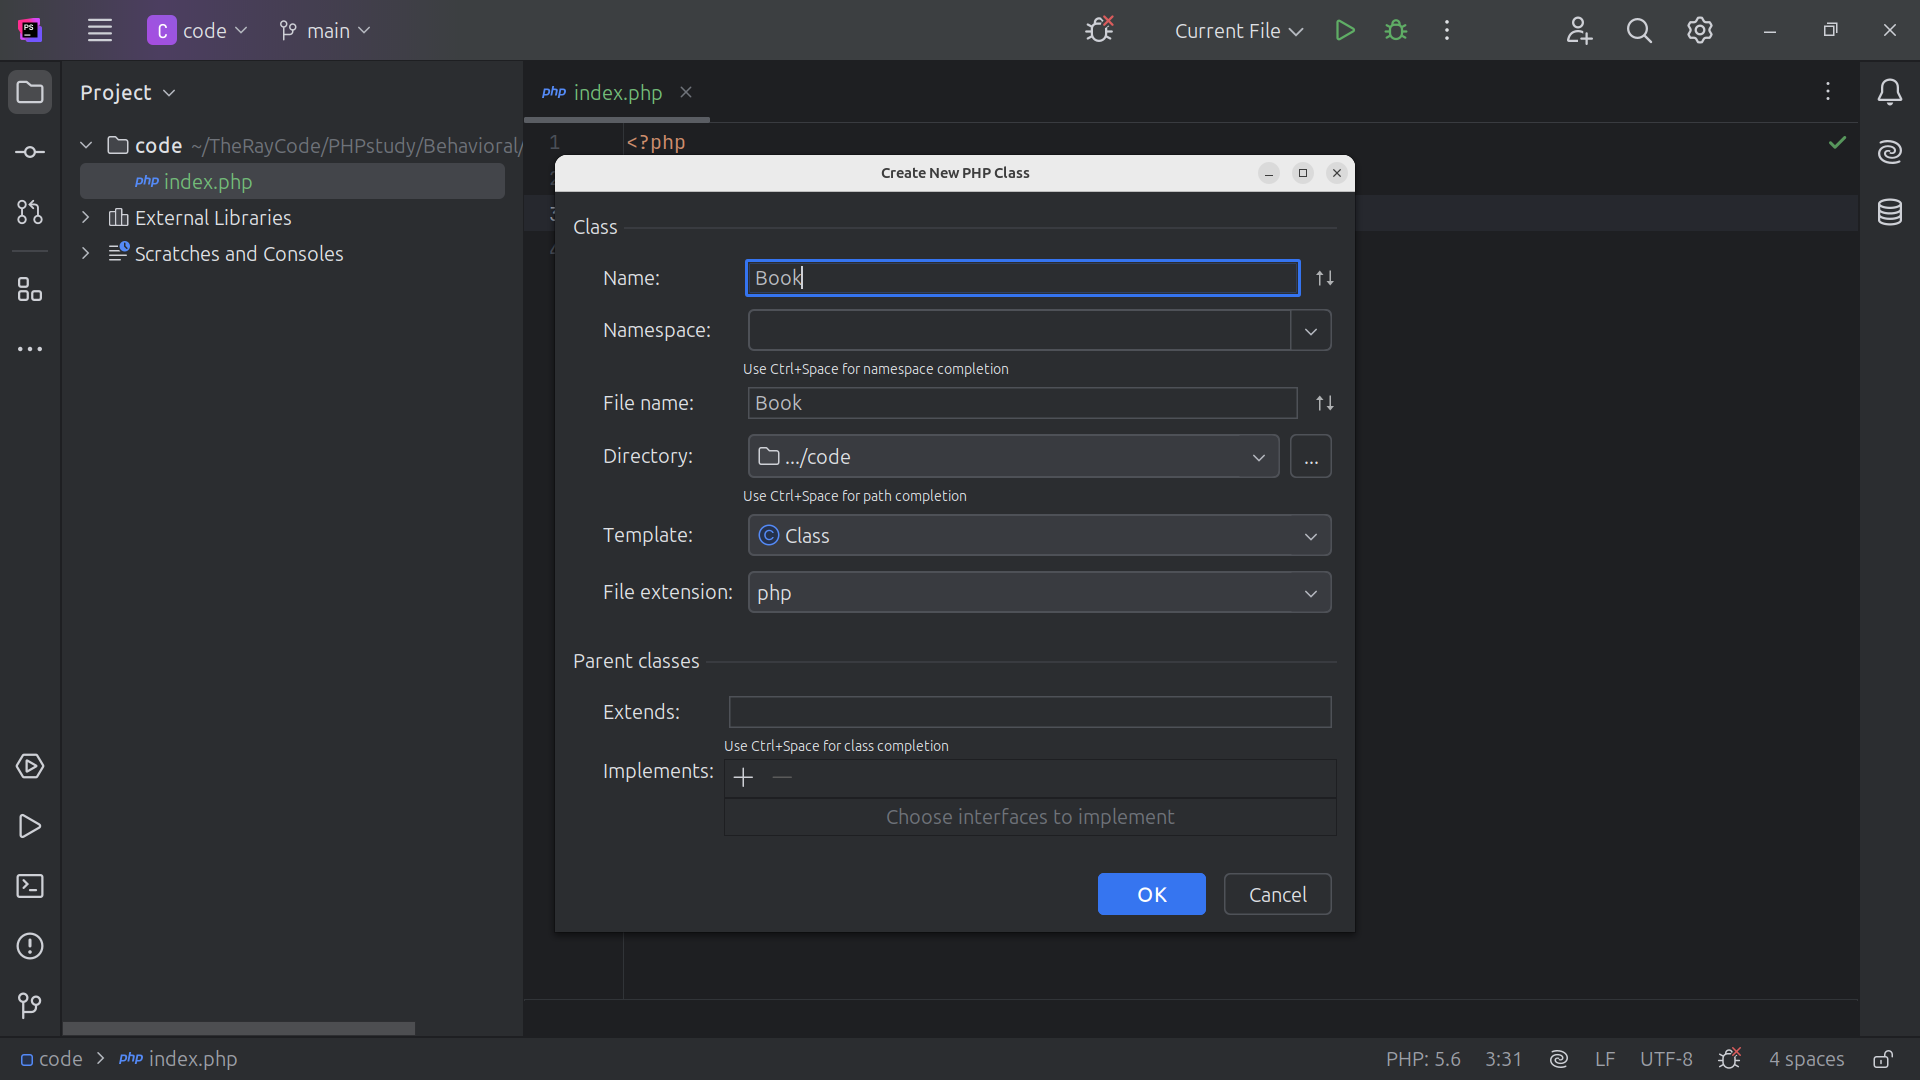 PS
C code
main
Current File
Project
php index.php
code ~/TheRayCode/PHPstudy/Behavioral/
php index.php
External Libraries
Scratches and Consoles
1 <?php
3
Create New PHP Class
Class
Name: Book
Namespace:
Use Ctrl+Space for namespace completion
File name: Book
Directory: .../code ...
Use Ctrl+Space for path completion
Template: C Class
File extension: php
Parent classes
Extends:
Use Ctrl+Space for class completion
Implements:
Choose interfaces to implement
OK Cancel
code > php index.php
PHP: 5.6 3:31 LF UTF-8 4 spaces